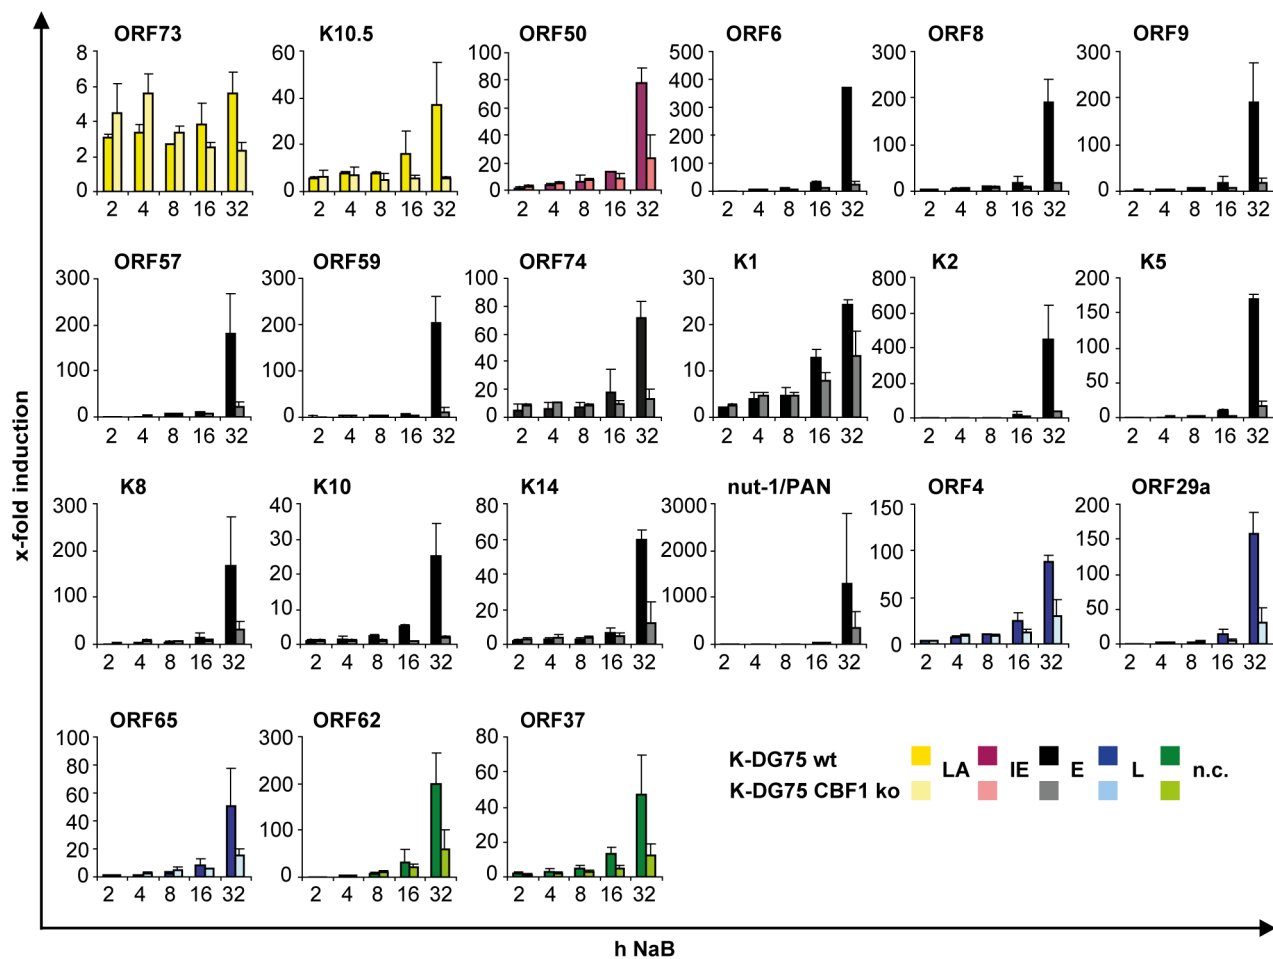 ORF73 K10.5 ORF50 ORF6 ORF8 ORF9
8 60 100 500 300 300
6 40 80 400 200 200
4 20 60 300 100 100
2 0 40 200 0 0
0 20 100
0 0
2 4 8 16 32 2 4 8 16 32 2 4 8 16 32 2 4 8 16 32 2 4 8 16 32 2 4 8 16 32
ORF57 ORF59 ORF74 K1 K2 K5
300 300 100 30 800 200
200 200 80 20 600 150
100 100 60 10 400 100
0 0 40 0 200 50
20 0 0
0
2 4 8 16 32 2 4 8 16 32 2 4 8 16 32 2 4 8 16 32 2 4 8 16 32 2 4 8 16 32
x-fold induction
K8 K10 K14 nut-1/PAN ORF4 ORF29a
300 40 80 3000 150 200
200 30 60 2000 100 150
100 20 40 1000 50 100
0 10 20 0 0 50
0 0 0
2 4 8 16 32 2 4 8 16 32 2 4 8 16 32 2 4 8 16 32 2 4 8 16 32 2 4 8 16 32
ORF65 ORF62 ORF37
100 300 80
80 200 60
60 100 40
40 0 20
20 0
0
2 4 8 16 32 2 4 8 16 32 2 4 8 16 32
K-DG75 wt
K-DG75 CBF1 ko
LA IE E L n.c.
h NaB